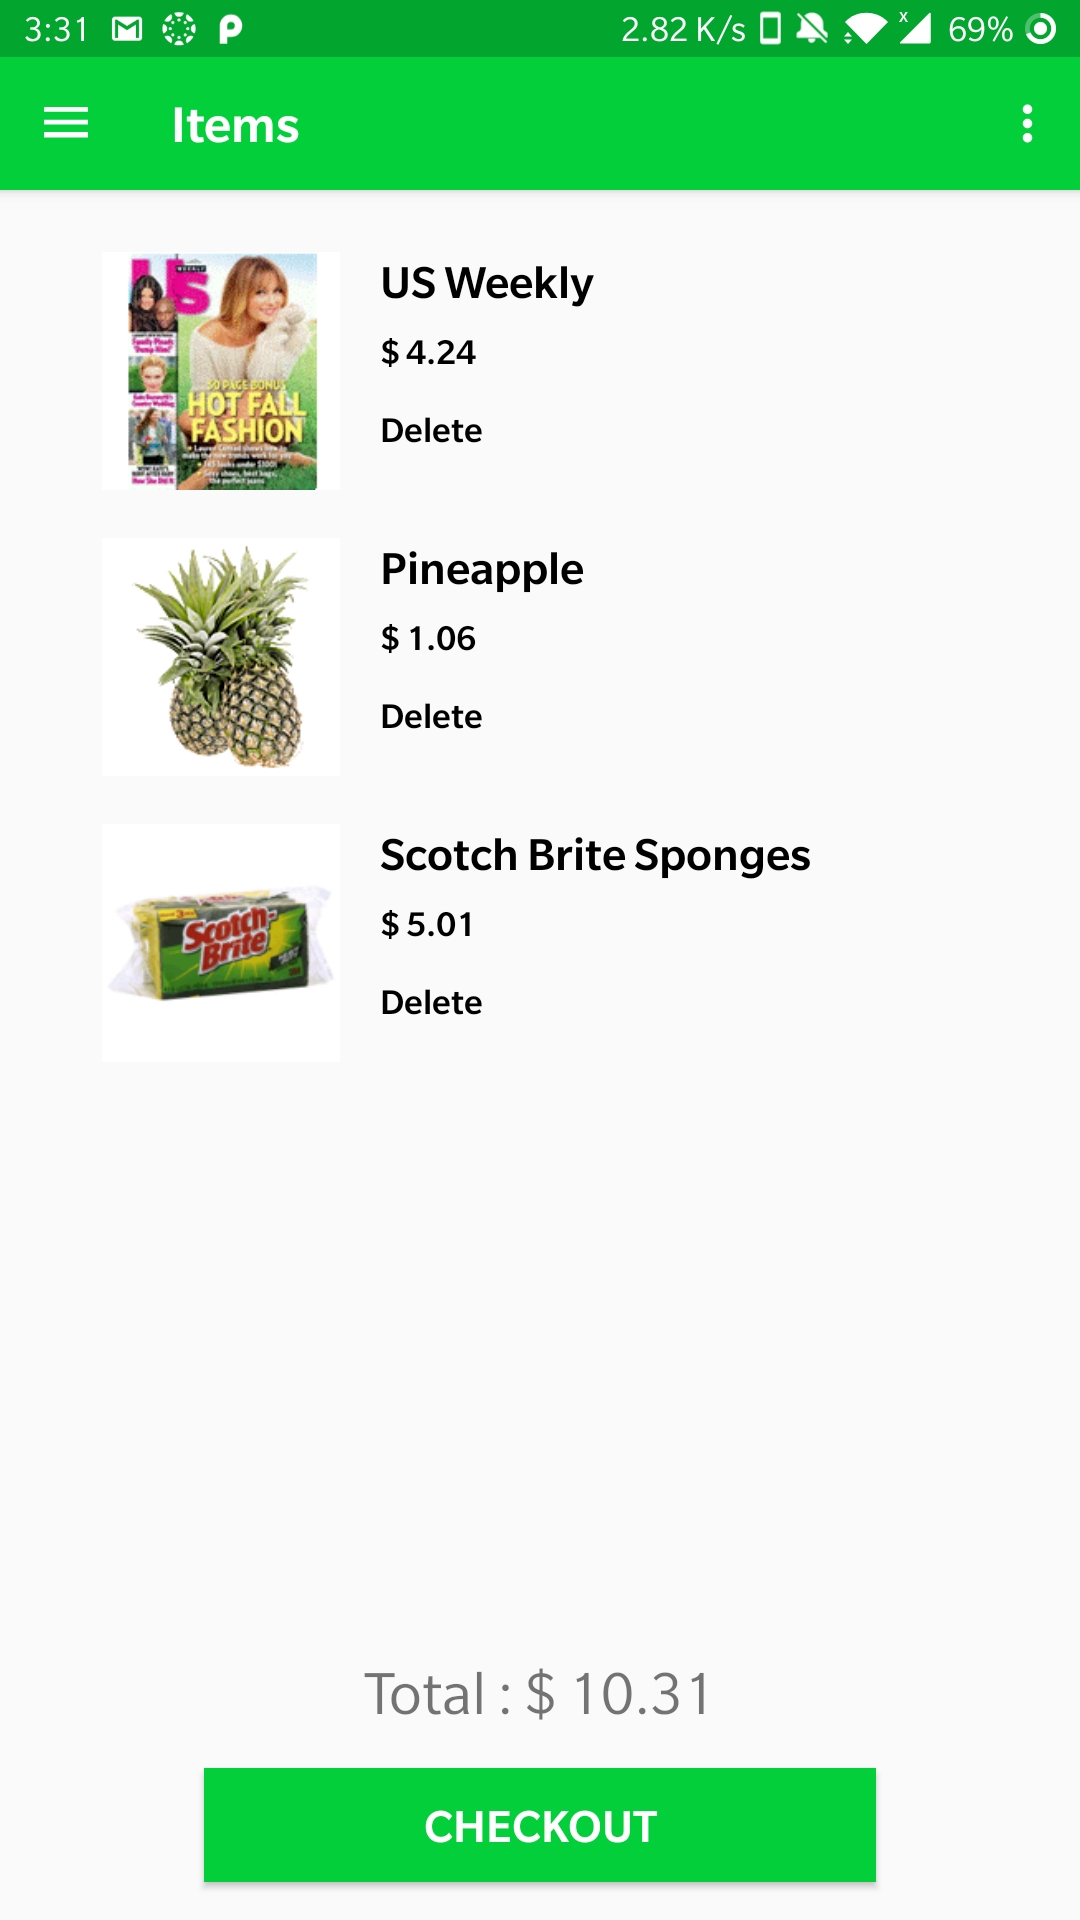 3:31 2.82 K/s x 69%
Items
US WEEKLY
50 PAGE BONUS
HOT FALL
FASHION
US Weekly
$ 4.24
Delete
Pineapple
$ 1.06
Delete
Scotch-
Brite
Scotch Brite Sponges
$ 5.01
Delete
Total : $ 10.31
CHECKOUT